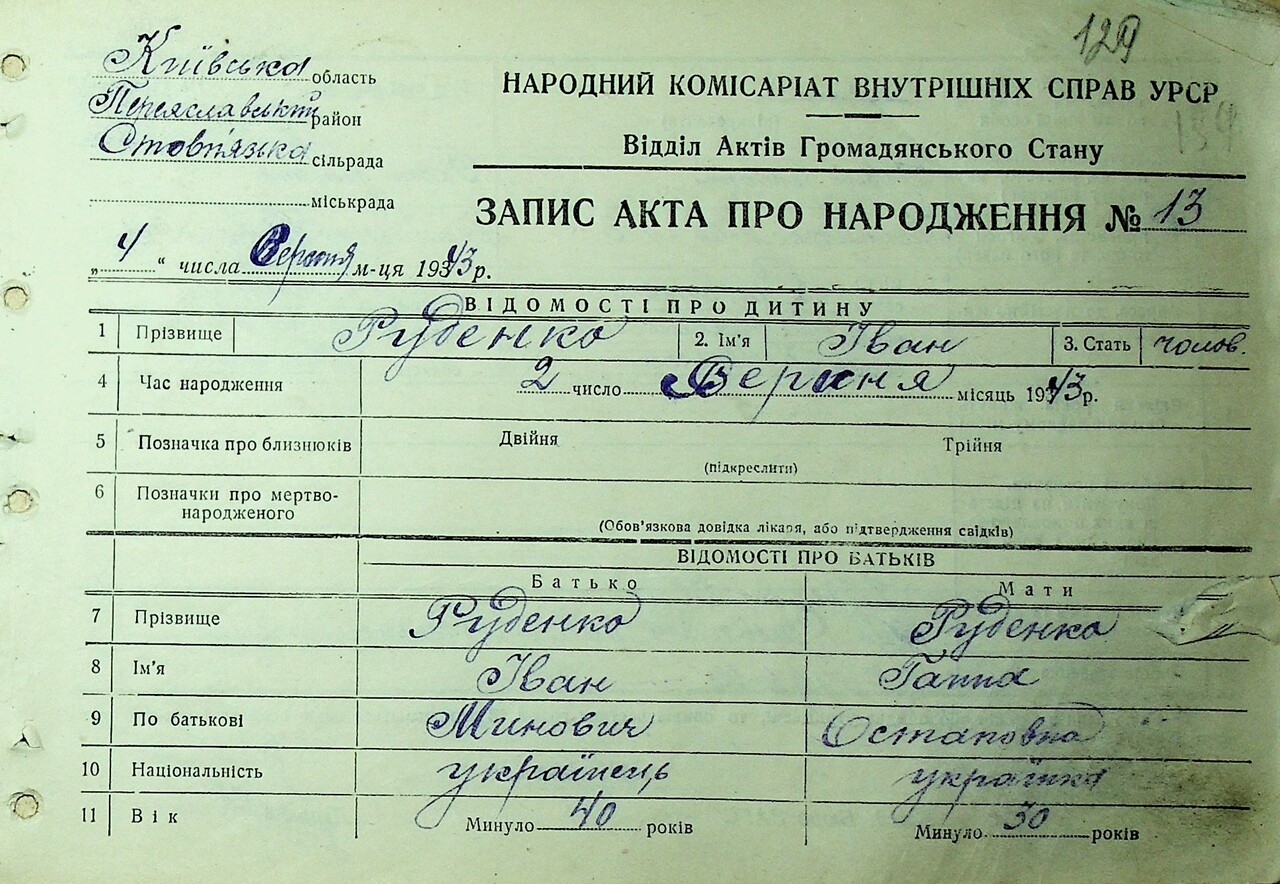 129
Київська область
Переяславський район
Стовп'язька сільрада
міськрада
НАРОДНИЙ КОМІСАРІАТ ВНУТРІШНІХ СПРАВ УРСР
Відділ Актів Громадянського Стану
ЗАПИС АКТА ПРО НАРОДЖЕННЯ № 13
„4“ числа Версня м-ця 1943 р.
ВІДОМОСТІ ПРО ДИТИНУ
1 Прізвище Руденко 2. Ім'я Іван 3. Стать чолов.
4 Час народження 2 число Версня місяць 1943 р.
5 Позначка про близнюків Двійня Трійня
(підкреслити)
6 Позначки про мертво-
народженого
(Обов'язкова довідка лікаря, або підтвердження свідків)
ВІДОМОСТІ ПРО БАТЬКІВ
Батько Мати
7 Прізвище Руденко Руденко
8 Ім'я Іван Ганна
9 По батькові Минович Остаповна
10 Національність українець українка
11 Вік Минуло 40 років Минуло 30 років